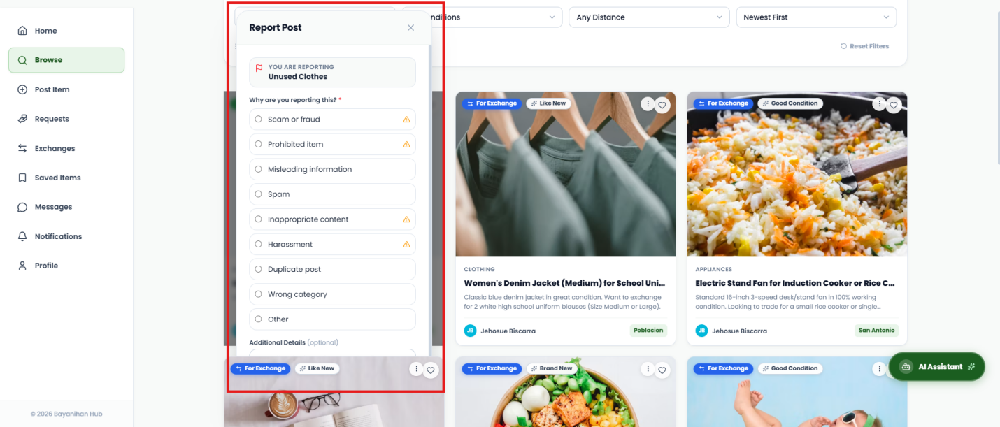 Home
Browse
Post Item
Requests
Exchanges
Saved Items
Messages
Notifications
Profile
© 2026 Bayanihan Hub
Any Distance
Newest First
Reset Filters
Report Post
YOU ARE REPORTING
Unused Clothes
Why are you reporting this? *
Scam or fraud
Prohibited item
Misleading information
Spam
Inappropriate content
Harassment
Duplicate post
Wrong category
Other
Additional Details (optional)
For Exchange
Like New
CLOTHING
Women's Denim Jacket (Medium) for School Uni...
Classic blue denim jacket in great condition. Want to exchange
for 2 white high school uniform blouses (Size Medium or Large).
JB Jehosue Biscarra
Poblacion
For Exchange
Good Condition
APPLIANCES
Electric Stand Fan for Induction Cooker or Rice C...
Standard 16-inch 3-speed desk/stand fan in 100% working
condition. Looking to trade for a small rice cooker or single...
JB Jehosue Biscarra
San Antonio
For Exchange
Like New
For Exchange
Brand New
For Exchange
Good Condition
AI Assistant